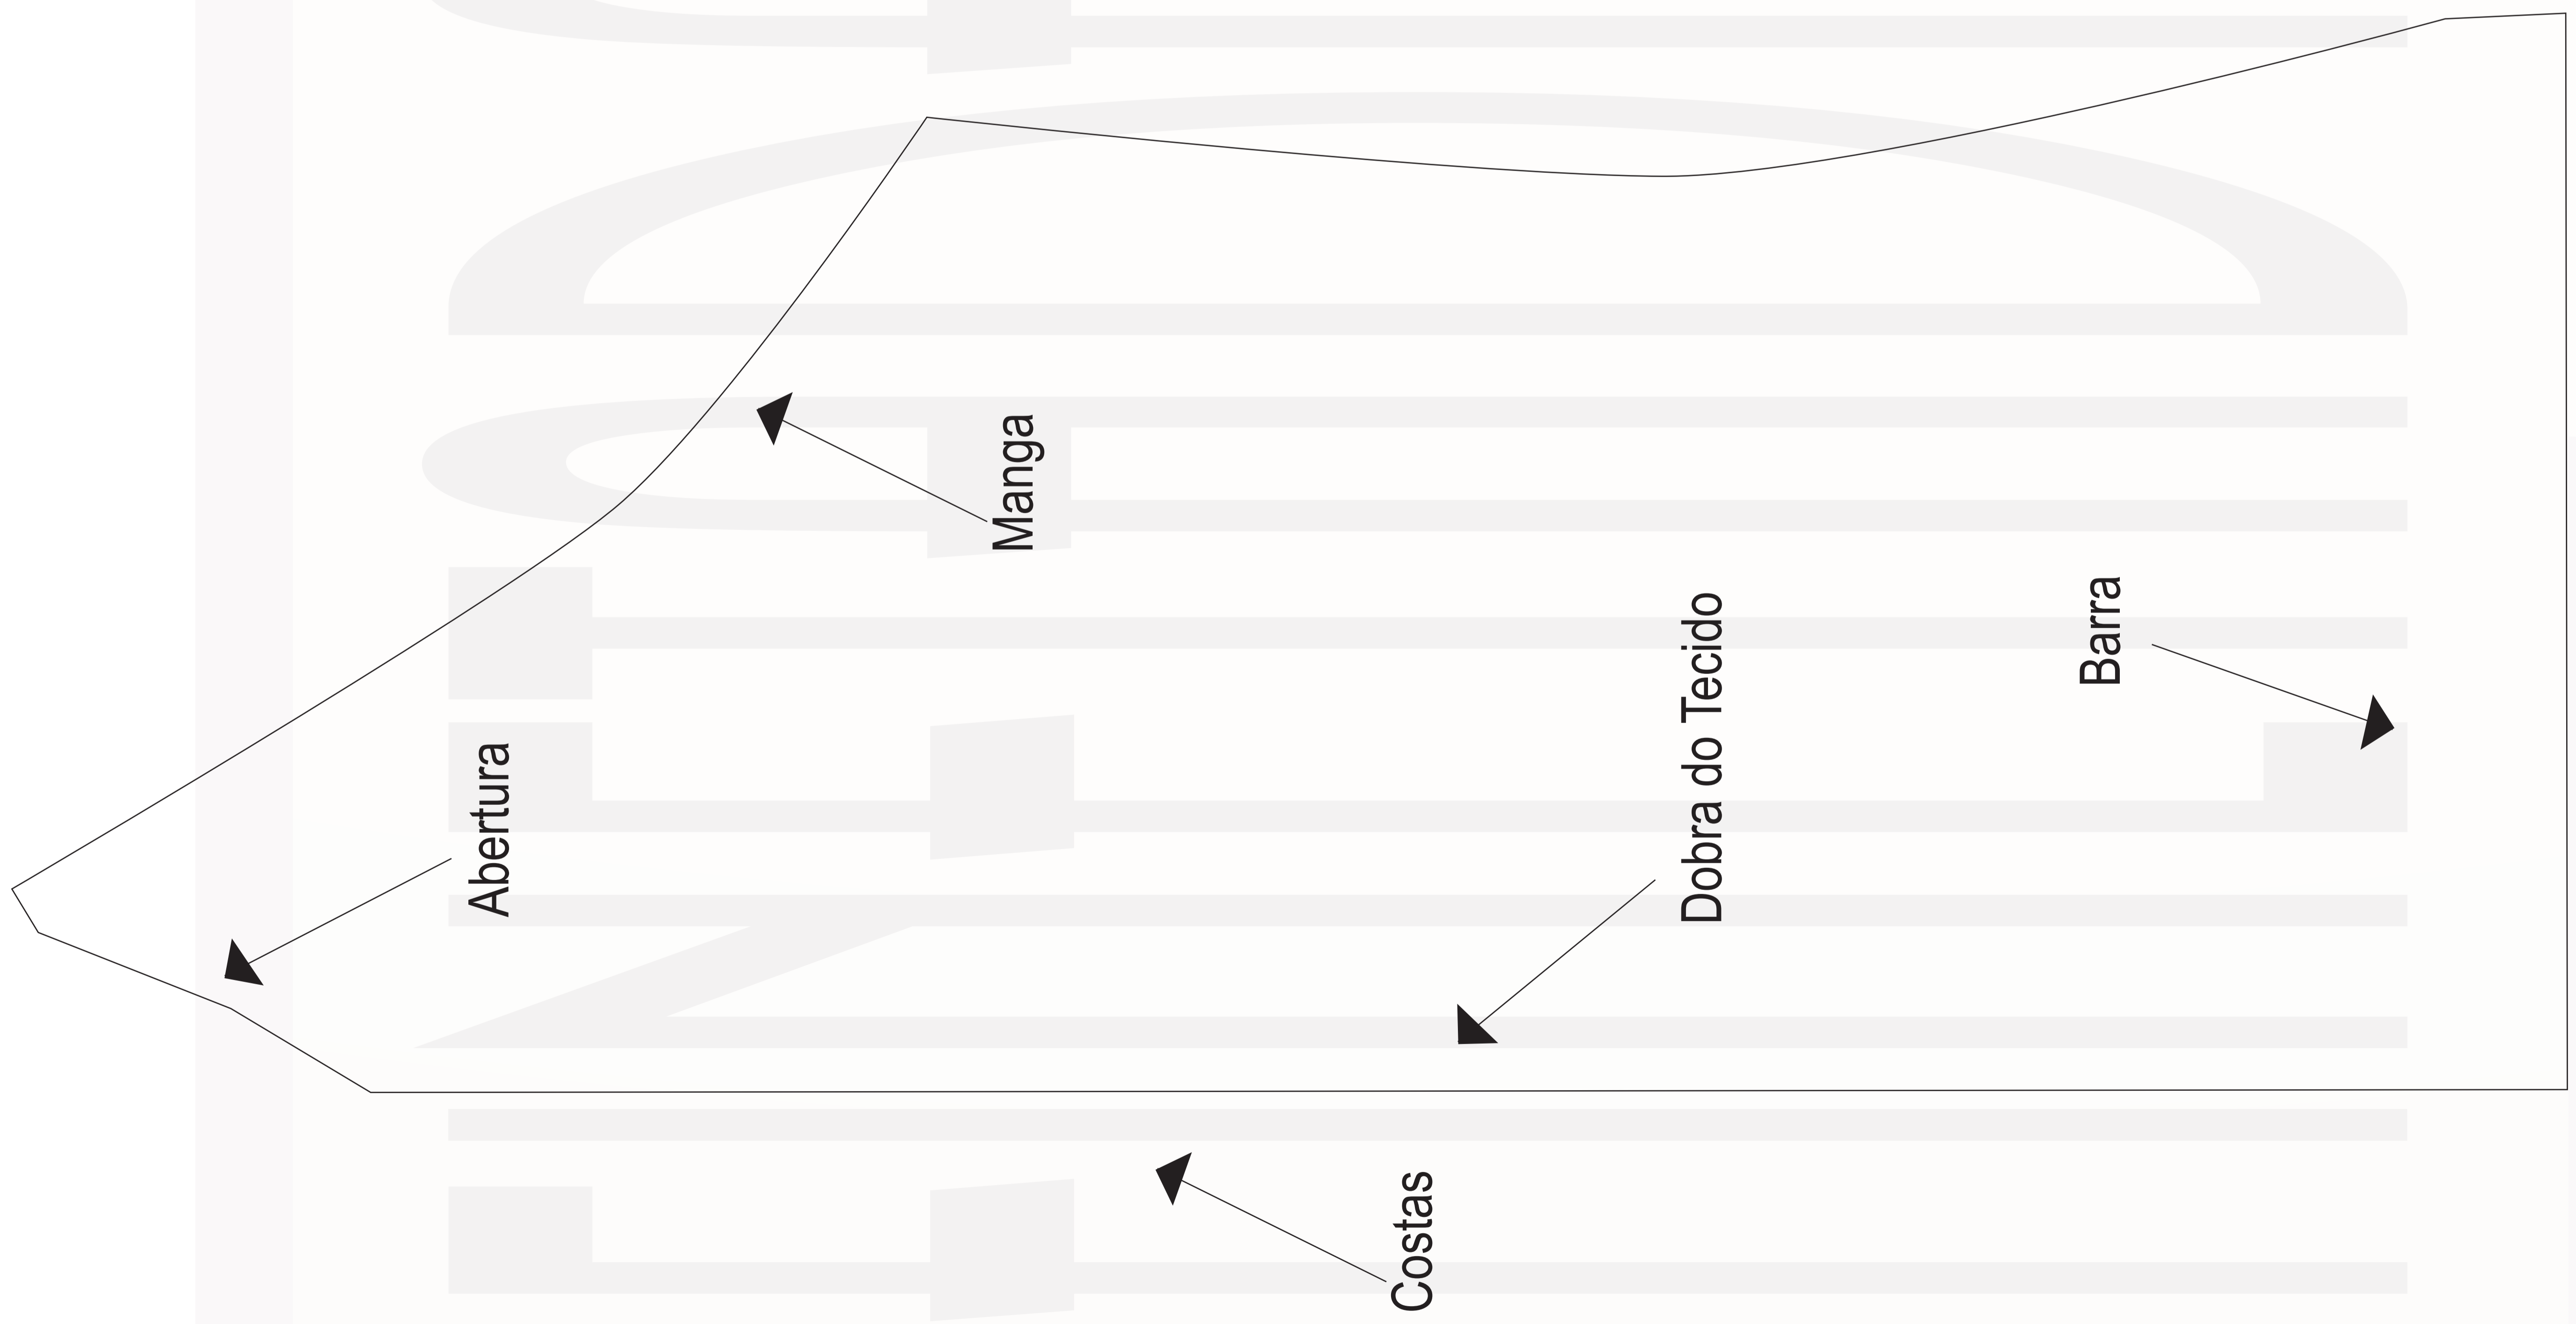 Abertura
Manga
Costas
Dobra do Tecido
Barra